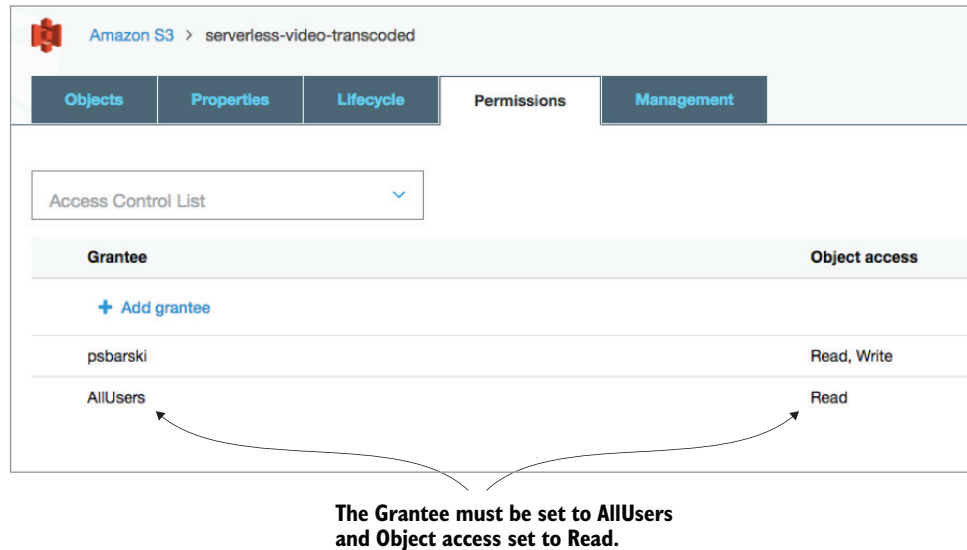 Amazon S3 > serverless-video-transcoded
Objects Properties Lifecycle Permissions Management
Access Control List
Grantee Object access
+ Add grantee
psbarski Read, Write
AllUsers Read
The Grantee must be set to AllUsers
and Object access set to Read.